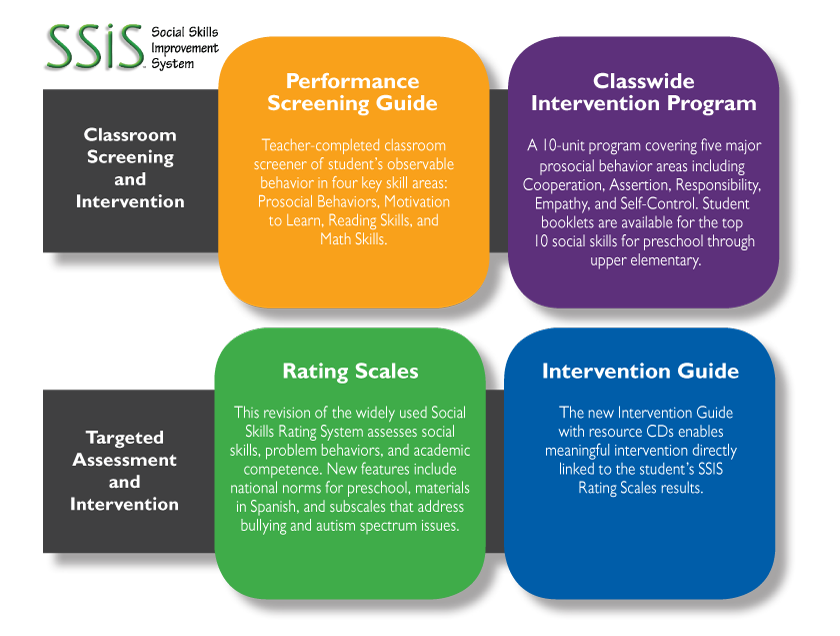 SSiS™
Social Skills
Improvement
System
Classroom
Screening
and
Intervention
Performance
Screening Guide
Teacher-completed classroom
screener of student's observable
behavior in four key skill areas:
Prosocial Behaviors, Motivation
to Learn, Reading Skills, and
Math Skills.
Classwide
Intervention Program
A 10-unit program covering five major
prosocial behavior areas including
Cooperation, Assertion, Responsibility,
Empathy, and Self-Control. Student
booklets are available for the top
10 social skills for preschool through
upper elementary.
Targeted
Assessment
and
Intervention
Rating Scales
This revision of the widely used Social
Skills Rating System assesses social
skills, problem behaviors, and academic
competence. New features include
national norms for preschool, materials
in Spanish, and subscales that address
bullying and autism spectrum issues.
Intervention Guide
The new Intervention Guide
with resource CDs enables
meaningful intervention directly
linked to the student's SSIS
Rating Scales results.